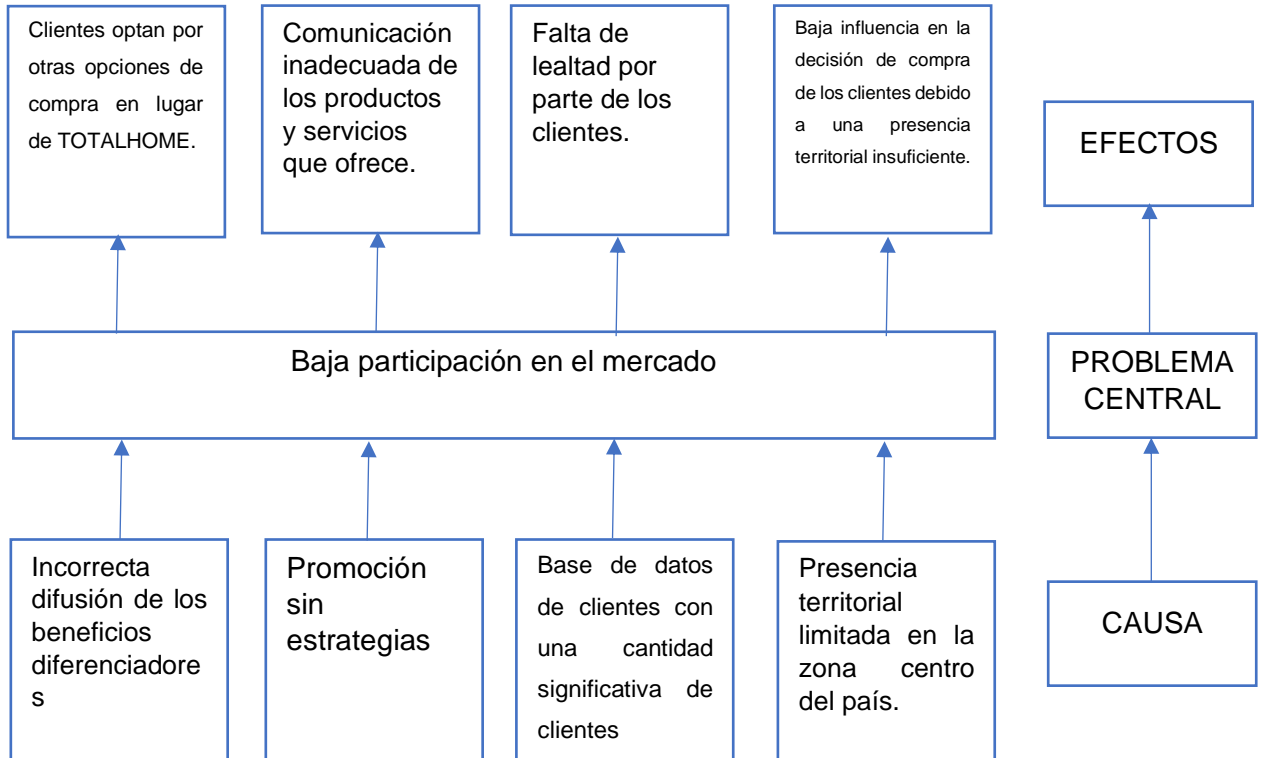 Clientes optan por
otras opciones de
compra en lugar
de TOTALHOME.
Comunicación
inadecuada de
los productos
y servicios
que ofrece.
Falta de
lealtad por
parte de los
clientes.
Baja influencia en la
decisión de compra
de los clientes debido
a una presencia
territorial insuficiente.
EFECTOS
Baja participación en el mercado
PROBLEMA
CENTRAL
Incorrecta
difusión de los
beneficios
diferenciadore
s
Promoción
sin
estrategias
Base de datos
de clientes con
una cantidad
significativa de
clientes
Presencia
territorial
limitada en la
zona centro
del país.
CAUSA